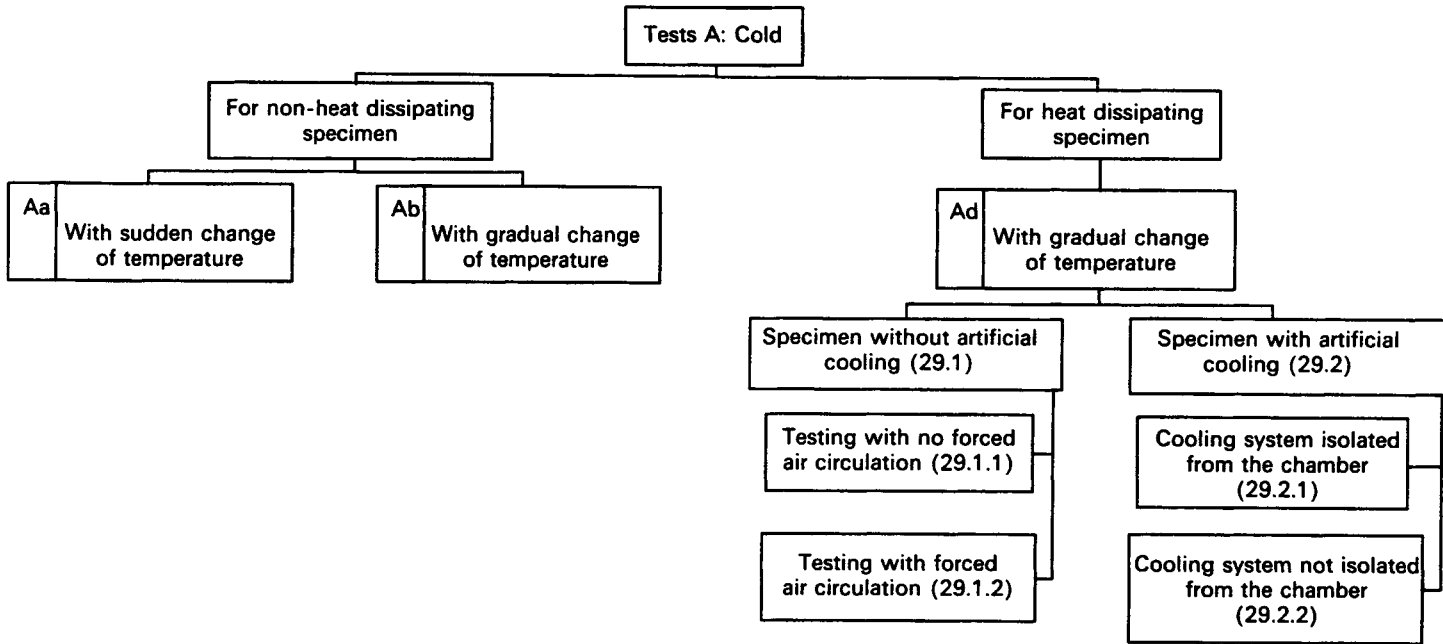 Tests A: Cold
For non-heat dissipating
specimen
For heat dissipating
specimen
Aa
With sudden change
of temperature
Ab
With gradual change
of temperature
Ad
With gradual change
of temperature
Specimen without artificial
cooling (29.1)
Specimen with artificial
cooling (29.2)
Testing with no forced
air circulation (29.1.1)
Cooling system isolated
from the chamber
(29.2.1)
Testing with forced
air circulation (29.1.2)
Cooling system not isolated
from the chamber
(29.2.2)